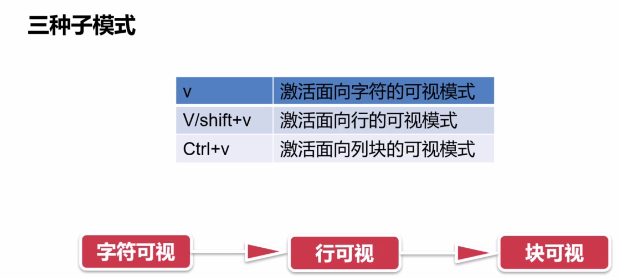 三种子模式
v 激活面向字符的可视模式
V/shift+v 激活面向行的可视模式
Ctrl+v 激活面向列块的可视模式
字符可视 行可视 块可视